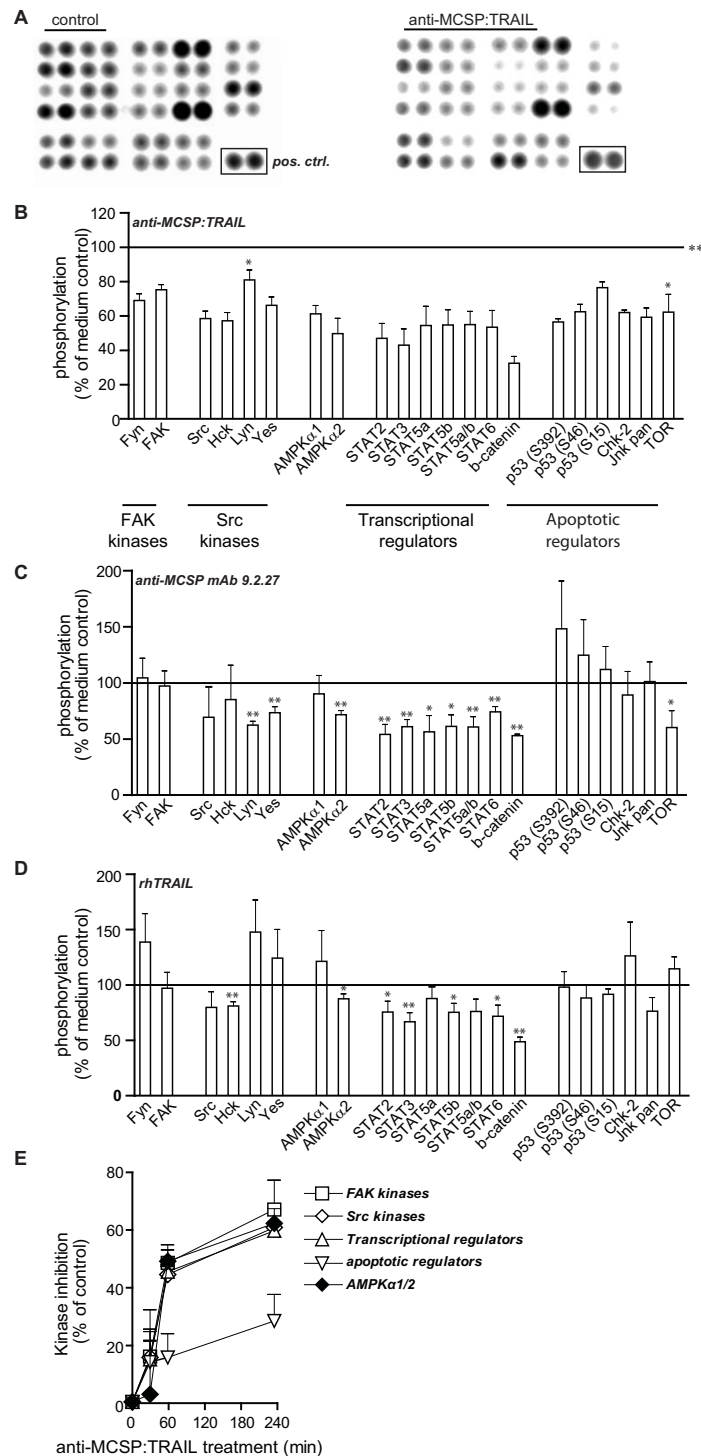 A
control
anti-MCSP:TRAIL
pos. ctrl.
B
anti-MCSP:TRAIL
phosphorylation
(% of medium control)
120
100
80
60
40
20
0
**
*
*
Fyn
FAK
Src
Hck
Lyn
Yes
AMPKα1
AMPKα2
STAT2
STAT3
STAT5a
STAT5b
STAT5a/b
STAT6
b-catenin
p53 (S392)
p53 (S46)
p53 (S15)
Chk-2
Jnk pan
TOR
FAK
kinases
Src
kinases
Transcriptional
regulators
Apoptotic
regulators
C
anti-MCSP mAb 9.2.27
phosphorylation
(% of medium control)
200
150
100
50
0
**
**
**
**
**
*
*
**
**
**
*
Fyn
FAK
Src
Hck
Lyn
Yes
AMPKα1
AMPKα2
STAT2
STAT3
STAT5a
STAT5b
STAT5a/b
STAT6
b-catenin
p53 (S392)
p53 (S46)
p53 (S15)
Chk-2
Jnk pan
TOR
D
rhTRAIL
phosphorylation
(% of medium control)
200
150
100
50
0
**
*
*
**
*
*
**
Fyn
FAK
Src
Hck
Lyn
Yes
AMPKα1
AMPKα2
STAT2
STAT3
STAT5a
STAT5b
STAT5a/b
STAT6
b-catenin
p53 (S392)
p53 (S46)
p53 (S15)
Chk-2
Jnk pan
TOR
E
Kinase inhibition
(% of control)
80
60
40
20
0
0 60 120 180 240
anti-MCSP:TRAIL treatment (min)
FAK kinases
Src kinases
Transcriptional regulators
apoptotic regulators
AMPKα1/2